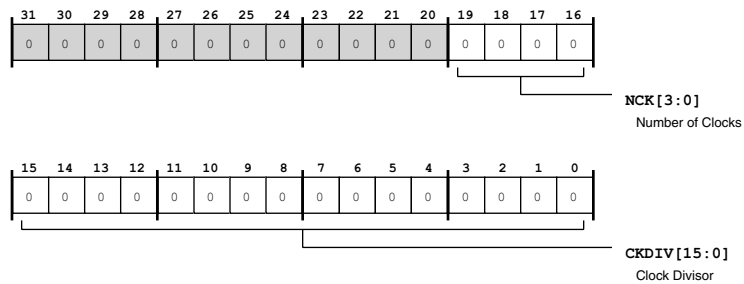 31 30 29 28 27 26 25 24 23 22 21 20 19 18 17 16
0 0 0 0 0 0 0 0 0 0 0 0 0 0 0 0
NCK[3:0]
Number of Clocks
15 14 13 12 11 10 9 8 7 6 5 4 3 2 1 0
0 0 0 0 0 0 0 0 0 0 0 0 0 0 0 0
CKDIV[15:0]
Clock Divisor